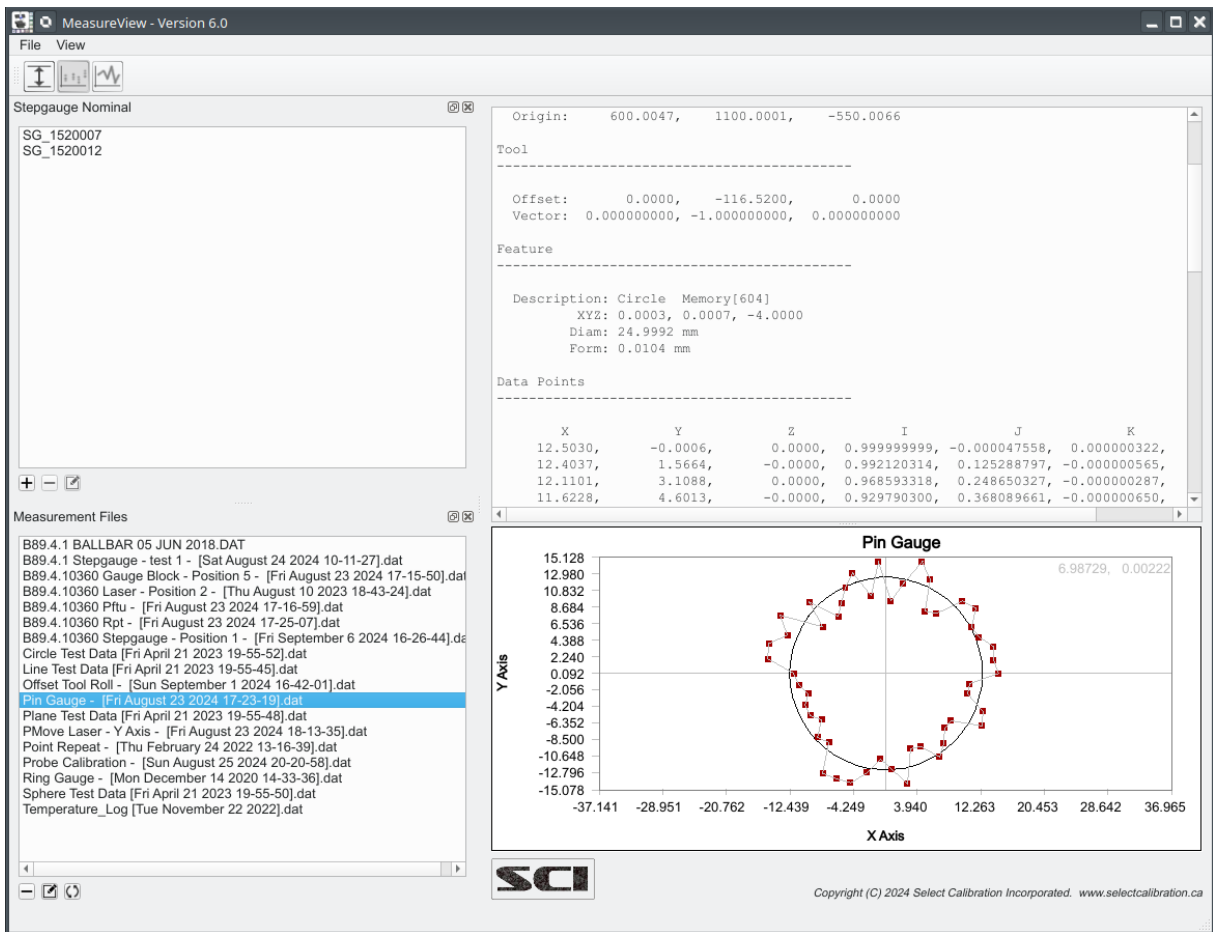 MeasureView - Version 6.0
File View
Stepgauge Nominal
SG_1520007
SG_1520012
Origin: 600.0047, 1100.0001, -550.0066
Tool
--------------------------------------------
Offset: 0.0000, -116.5200, 0.0000
Vector: 0.000000000, -1.000000000, 0.000000000
Feature
--------------------------------------------
Description: Circle Memory[604]
XYZ: 0.0003, 0.0007, -4.0000
Diam: 24.9992 mm
Form: 0.0104 mm
Data Points
--------------------------------------------
X Y Z I J K
12.5030, -0.0006, 0.0000, 0.999999999, -0.000047558, 0.000000322,
12.4037, 1.5664, -0.0000, 0.992120314, 0.125288797, -0.000000565,
12.1101, 3.1088, 0.0000, 0.968593318, 0.248650327, -0.000000287,
11.6228, 4.6013, -0.0000, 0.929790300, 0.368089661, -0.000000650,
Measurement Files
B89.4.1 BALLBAR 05 JUN 2018.DAT
B89.4.1 Stepgauge - test 1 - [Sat August 24 2024 10-11-27].dat
B89.4.10360 Gauge Block - Position 5 - [Fri August 23 2024 17-15-50].dat
B89.4.10360 Laser - Position 2 - [Thu August 10 2023 18-43-24].dat
B89.4.10360 Pftu - [Fri August 23 2024 17-16-59].dat
B89.4.10360 Rpt - [Fri August 23 2024 17-25-07].dat
B89.4.10360 Stepgauge - Position 1 - [Fri September 6 2024 16-26-44].da
Circle Test Data [Fri April 21 2023 19-55-52].dat
Line Test Data [Fri April 21 2023 19-55-45].dat
Offset Tool Roll - [Sun September 1 2024 16-42-01].dat
Pin Gauge - [Fri August 23 2024 17-23-19].dat
Plane Test Data [Fri April 21 2023 19-55-48].dat
PMove Laser - Y Axis - [Fri August 23 2024 18-13-35].dat
Point Repeat - [Thu February 24 2022 13-16-39].dat
Probe Calibration - [Sun August 25 2024 20-20-58].dat
Ring Gauge - [Mon December 14 2020 14-33-36].dat
Sphere Test Data [Fri April 21 2023 19-55-50].dat
Temperature_Log [Tue November 22 2022].dat
Pin Gauge
6.98729, 0.00222
15.128
12.980
10.832
8.684
6.536
4.388
2.240
0.092
-2.056
-4.204
-6.352
-8.500
-10.648
-12.796
-15.078
Y Axis
-37.141 -28.951 -20.762 -12.439 -4.249 3.940 12.263 20.453 28.642 36.965
X Axis
SCI
Copyright (C) 2024 Select Calibration Incorporated. www.selectcalibration.ca